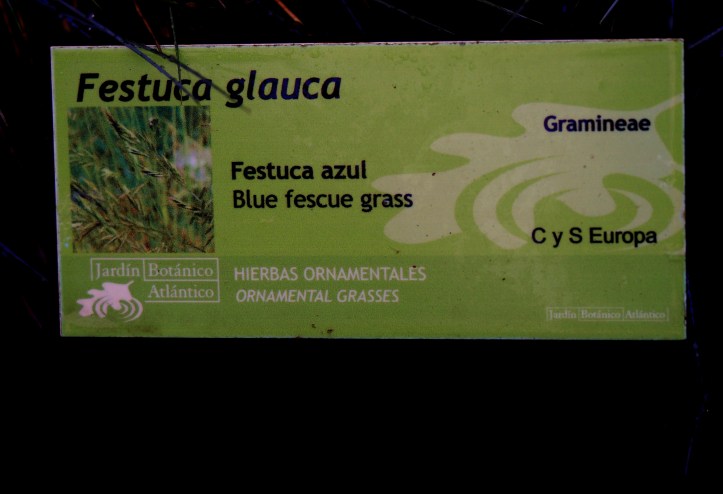 Festuca glauca
Gramineae
Festuca azul
Blue fescue grass
C y S Europa
Jardín Botánico
Atlántico
HIERBAS ORNAMENTALES
ORNAMENTAL GRASSES
Jardín Botánico Atlántico